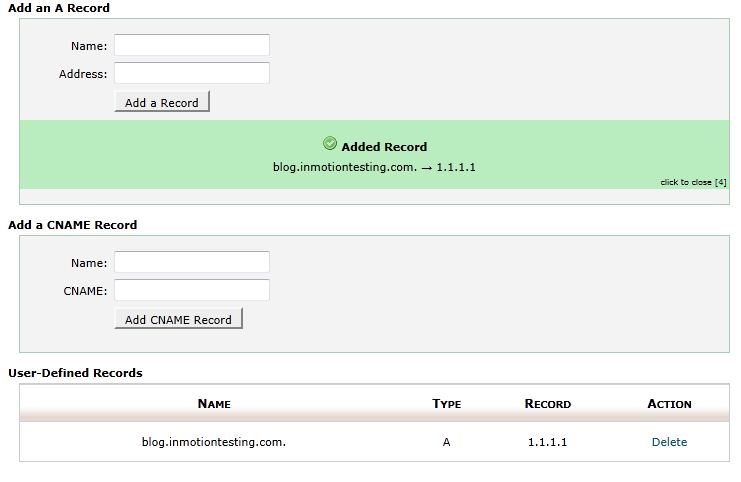 Add an A Record
Name:
Address:
Add a Record
Added Record
blog.inmotiontesting.com. → 1.1.1.1
click to close [4]
Add a CNAME Record
Name:
CNAME:
Add CNAME Record
User-Defined Records
NAME TYPE RECORD ACTION
blog.inmotiontesting.com. A 1.1.1.1 Delete